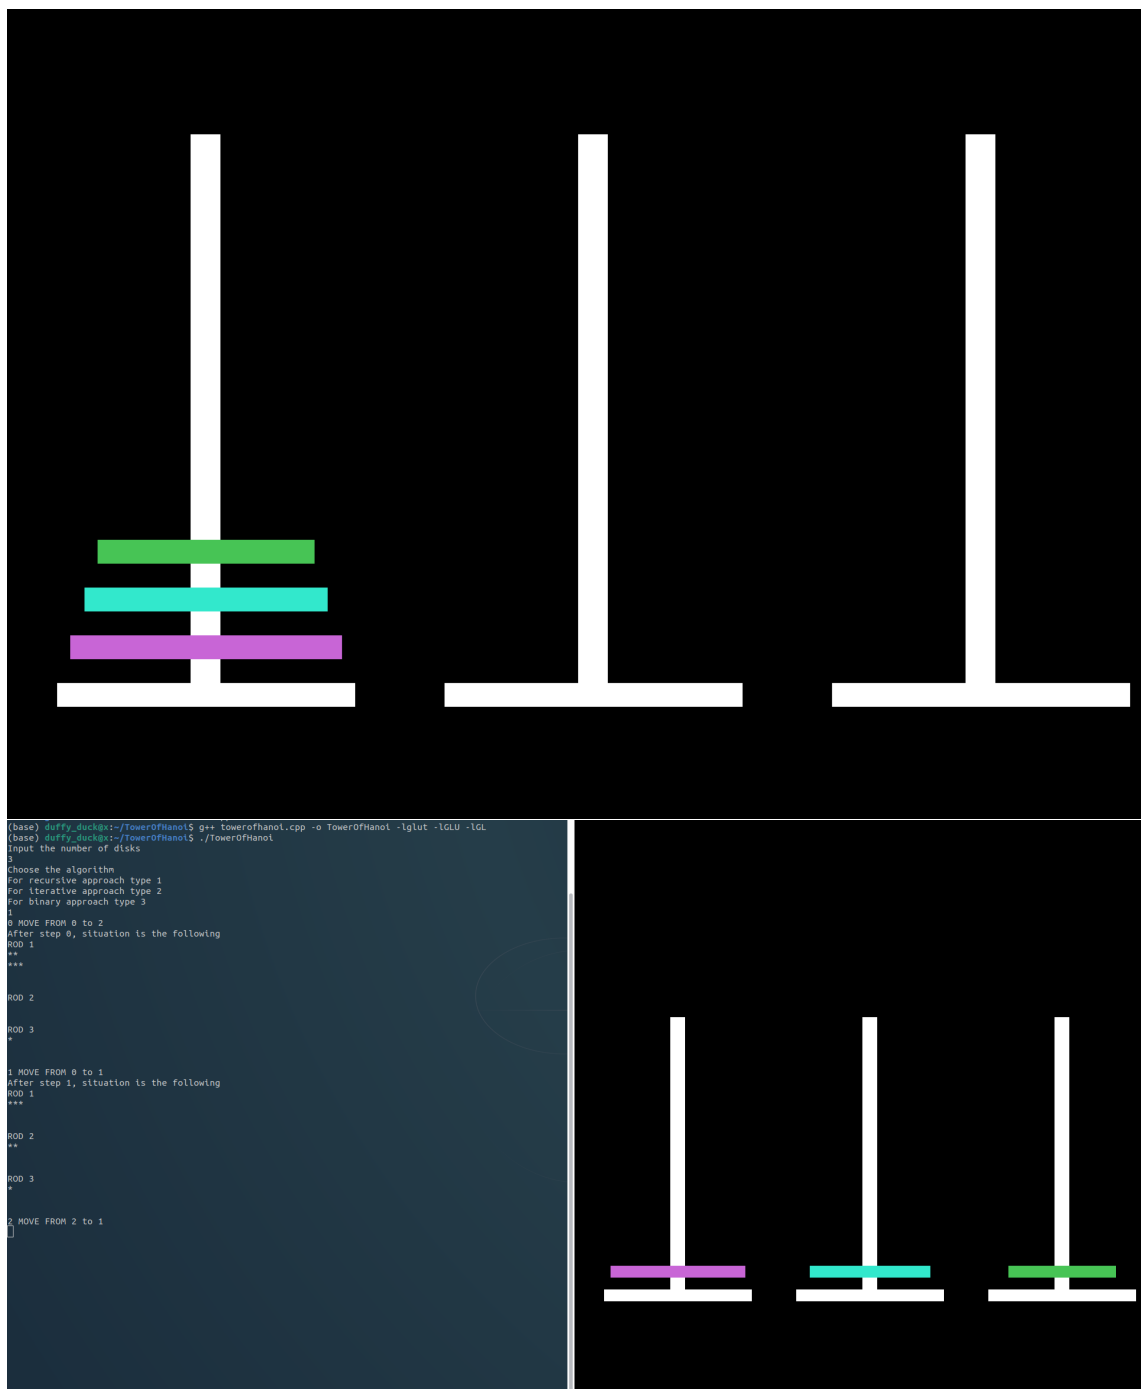 (base) duffy_duck@x:~/TowerOfHanoi$ g++ towerofhanoi.cpp -o TowerOfHanoi -lglut -lGLU -lGL
(base) duffy_duck@x:~/TowerOfHanoi$ ./TowerOfHanoi
Input the number of disks
3
Choose the algorithm
For recursive approach type 1
For iterative approach type 2
For binary approach type 3
1
0 MOVE FROM 0 to 2
After step 0, situation is the following
ROD 1
**
***
ROD 2
ROD 3
*
1 MOVE FROM 0 to 1
After step 1, situation is the following
ROD 1
***
ROD 2
**
ROD 3
*
2 MOVE FROM 2 to 1